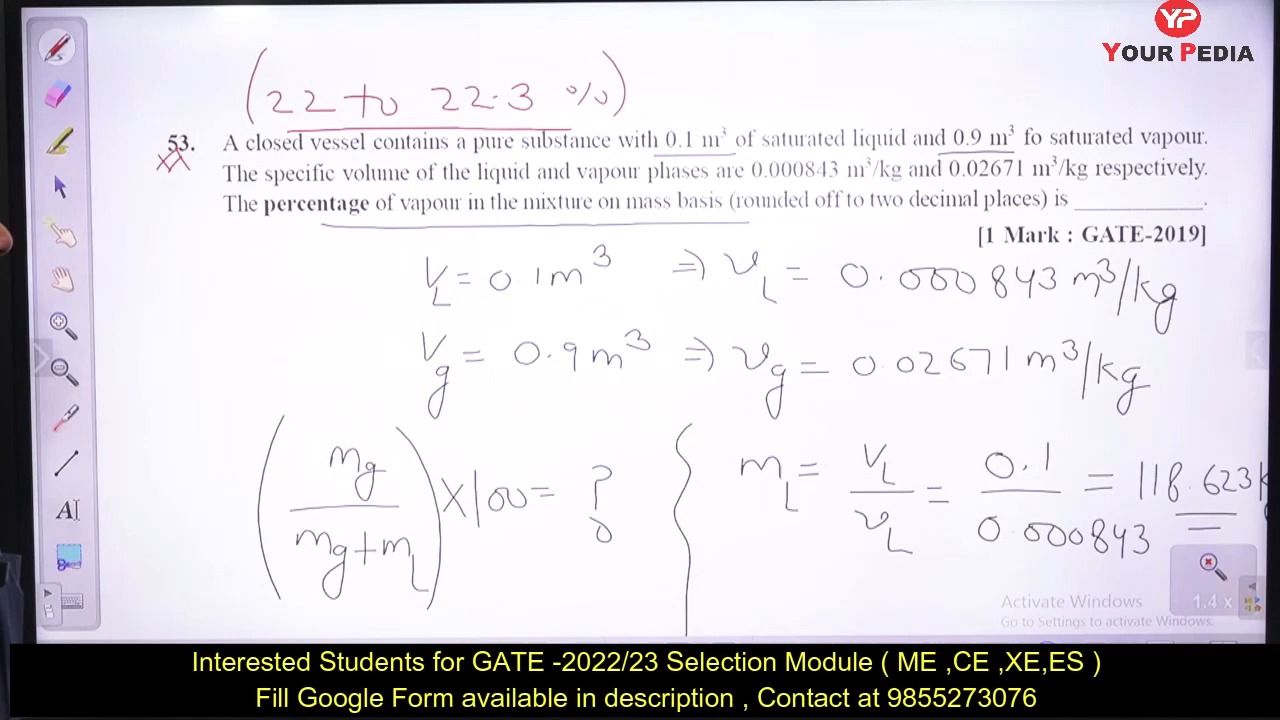 YP
YOUR PEDIA
(22 to 22.3 %)
53. A closed vessel contains a pure substance with 0.1 m³ of saturated liquid and 0.9 m³ fo saturated vapour.
The specific volume of the liquid and vapour phases are 0.000843 m³/kg and 0.02671 m³/kg respectively.
The percentage of vapour in the mixture on mass basis (rounded off to two decimal places) is ____________.
[1 Mark : GATE-2019]
V_L = 0.1 m³ ⇒ v_L = 0.000843 m³/kg
V_g = 0.9 m³ ⇒ v_g = 0.02671 m³/kg
(m_g / (m_g + m_L)) X 100 = ?
m_L = V_L / v_L = 0.1 / 0.000843 = 118.623 k
AI
Activate Windows
1.4 x
Go to Settings to activate Windows.
Interested Students for GATE -2022/23 Selection Module ( ME ,CE ,XE,ES )
Fill Google Form available in description , Contact at 9855273076